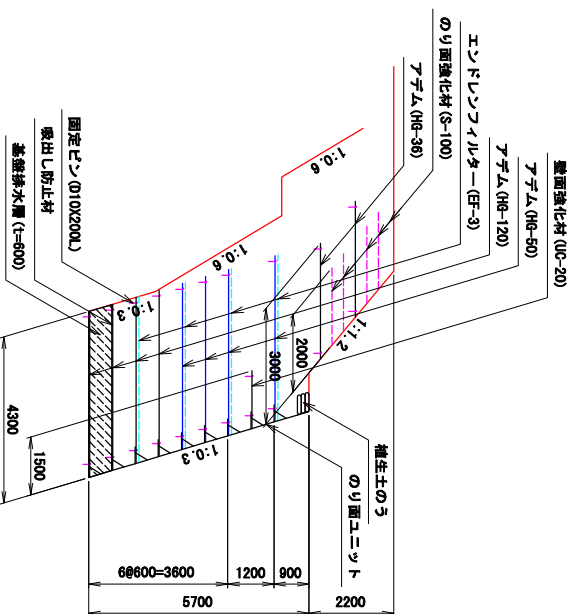 壁面強化材(UC-20)
アデム(HG-50)
アデム(HG-120)
エンドレンフィルター(EF-3)
のり面強化材(S-100)
アデム(HG-36)
1:0.6
1:0.6
1:0.3
1:1.2
2000
3000
固定ピン(D10X200L)
吸出し防止材
基盤排水層(t=600)
1:0.3
4300
1500
植生土のう
のり面ユニット
6@600=3600
1200
900
5700
2200